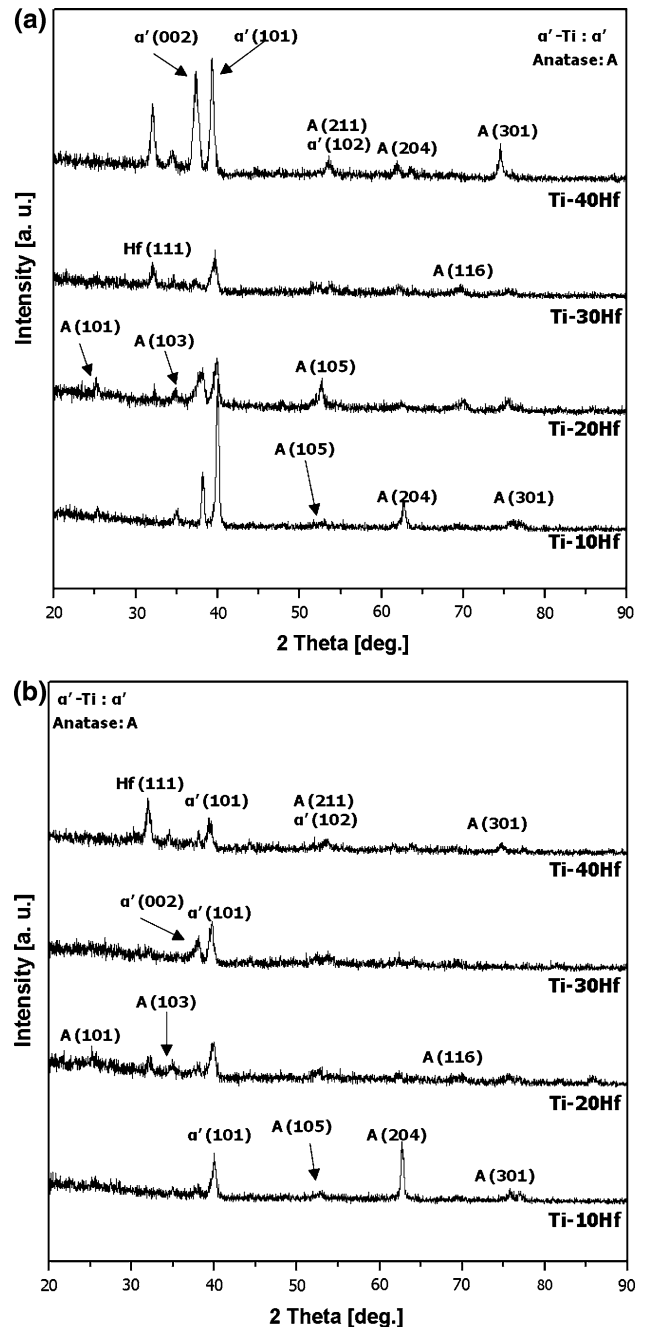 (a)
α′(002)
α′(101)
α′-Ti : α′
Anatase: A
A (211)
α′(102)
A (204)
A (301)
Ti-40Hf
Hf (111)
A (116)
Ti-30Hf
A (101)
A (103)
A (105)
Ti-20Hf
A (105)
A (204)
A (301)
Ti-10Hf
Intensity [a. u.]
20 30 40 50 60 70 80 90
2 Theta [deg.]
(b)
α′-Ti : α′
Anatase: A
Hf (111)
α′(101)
A (211)
α′(102)
A (301)
Ti-40Hf
α′(002)
α′(101)
Ti-30Hf
A (103)
A (101)
A (116)
Ti-20Hf
α′(101)
A (105)
A (204)
A (301)
Ti-10Hf
Intensity [a. u.]
20 30 40 50 60 70 80 90
2 Theta [deg.]